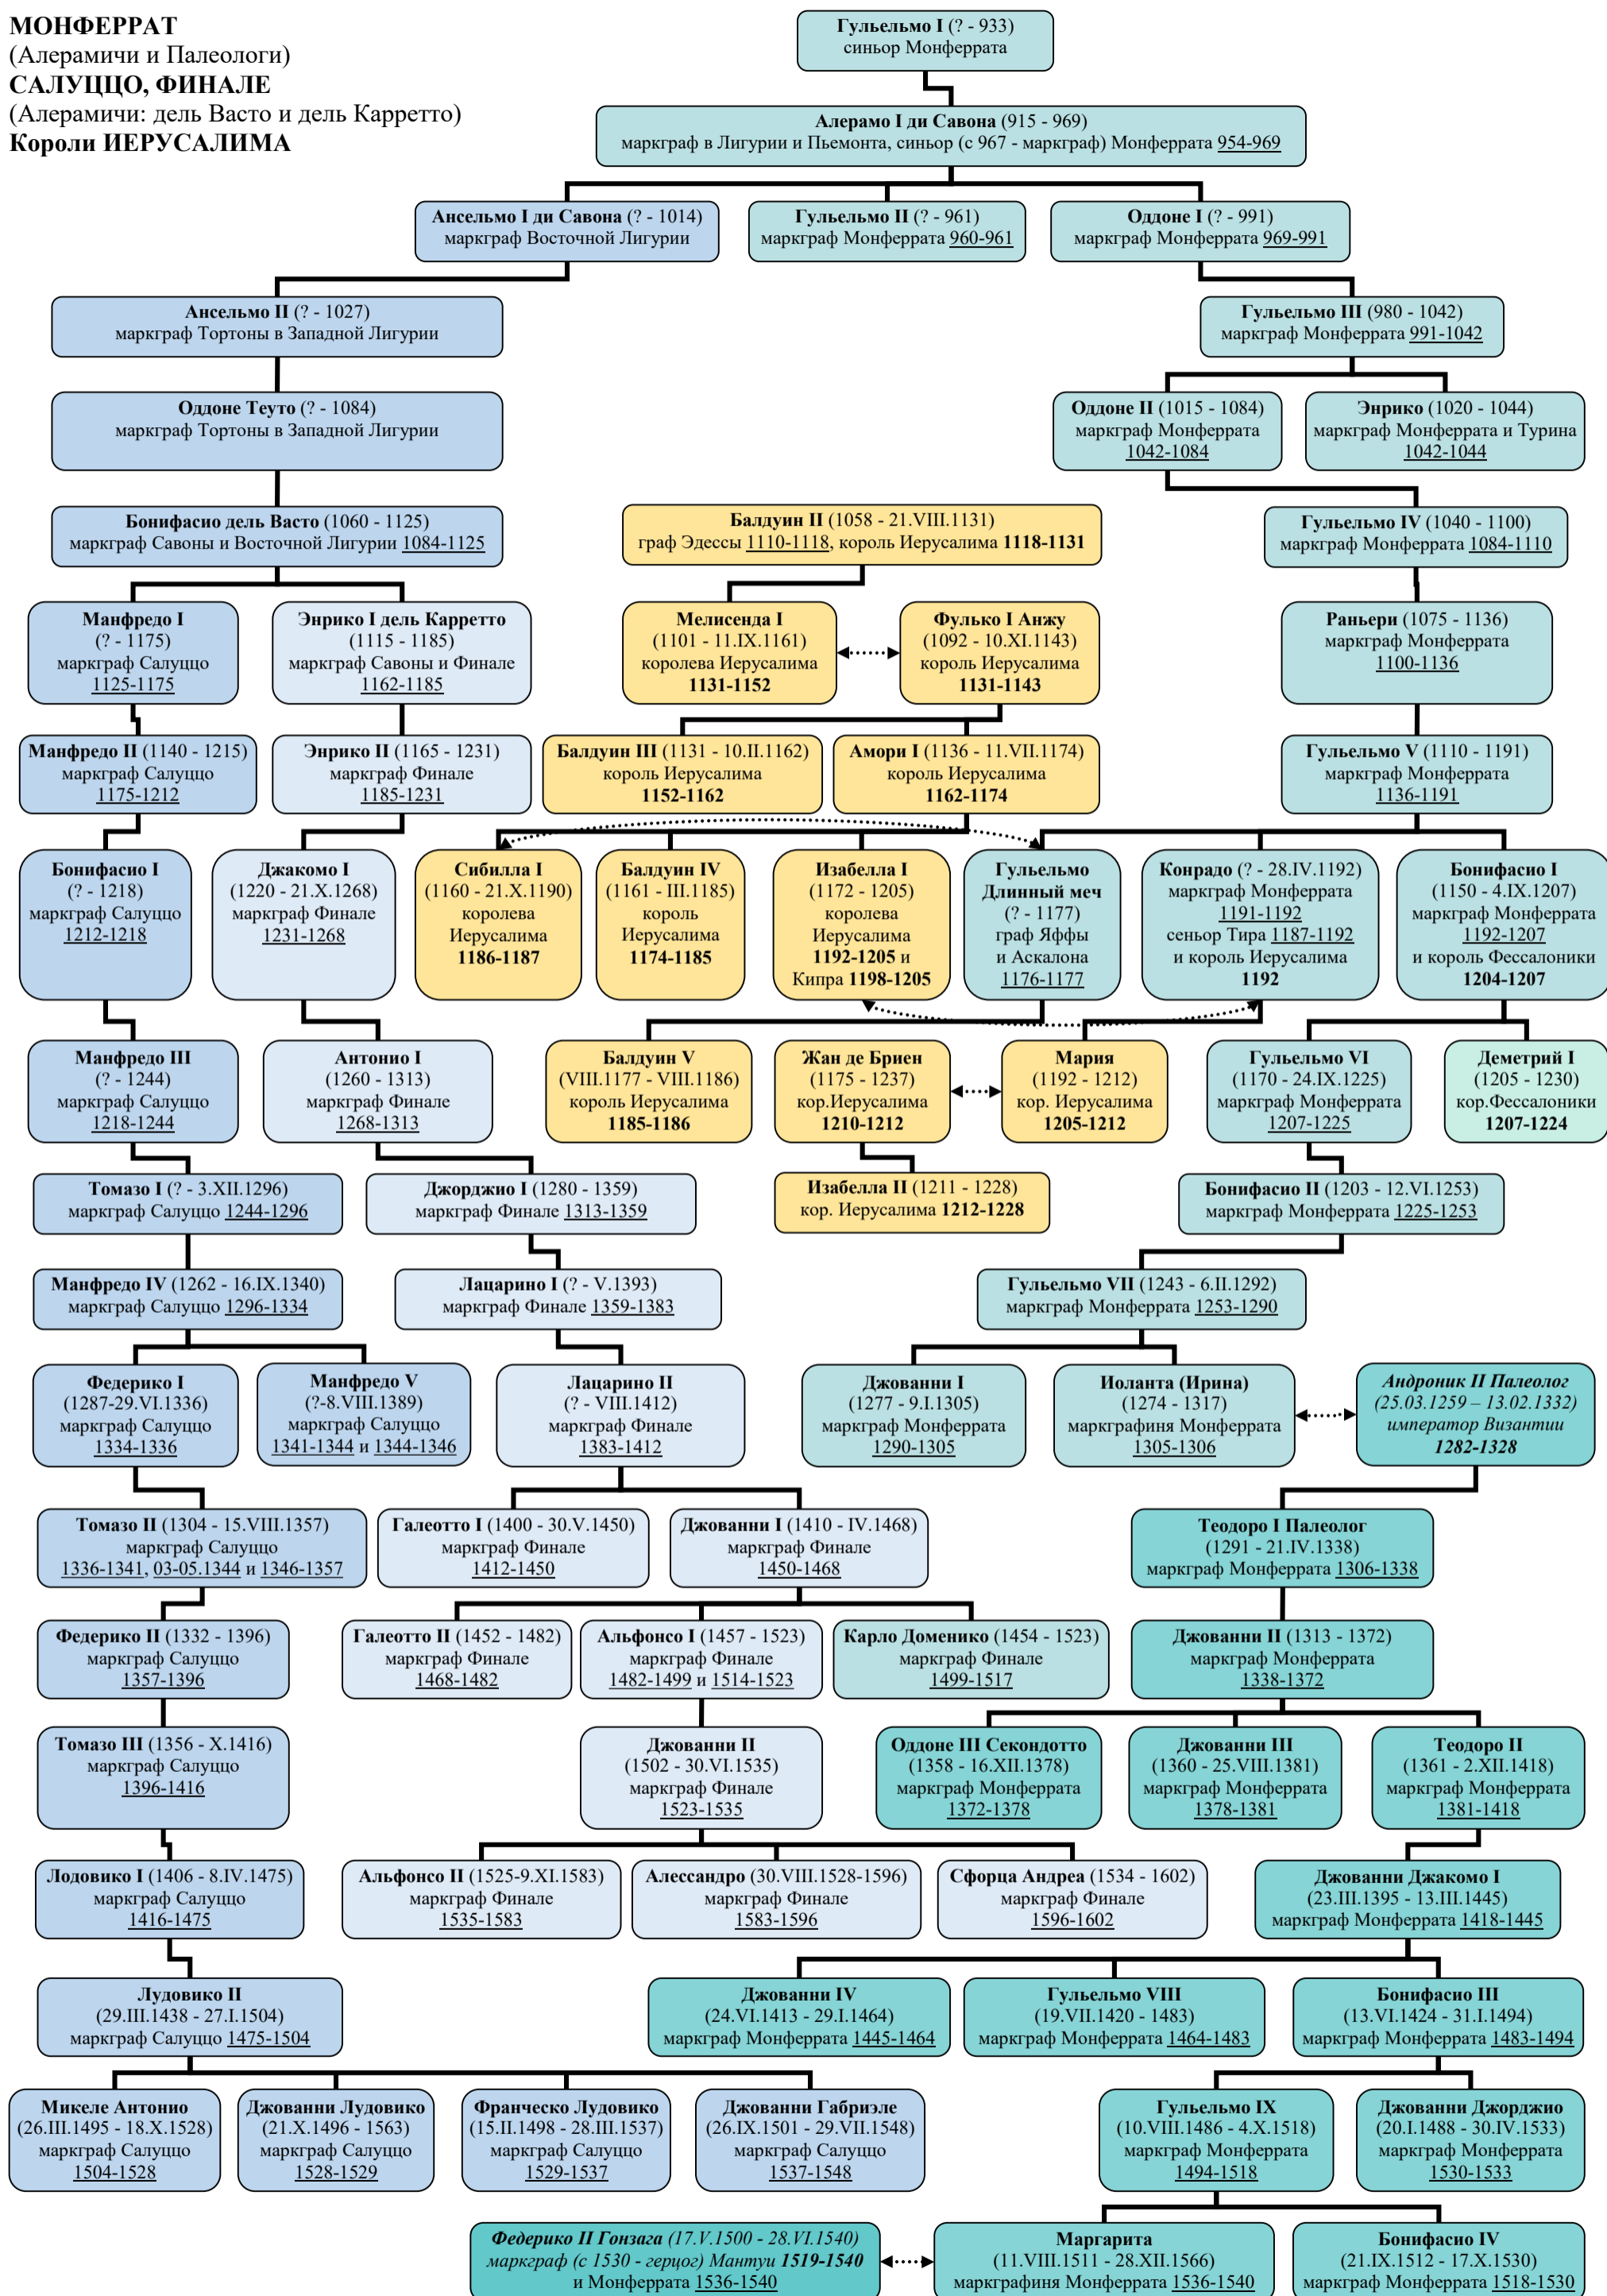 МОНФЕРРАТ
(Алерамичи и Палеологи)
САЛУЦЦО, ФИНАЛЕ
(Алерамичи: дель Васто и дель Карретто)
Короли ИЕРУСАЛИМА
Гульельмо I (? - 933)
синьор Монферрата
Алерамо I ди Савона (915 - 969)
маркграф в Лигурии и Пьемонта, синьор (с 967 - маркграф) Монферрата 954-969
Ансельмо I ди Савона (? - 1014)
маркграф Восточной Лигурии
Гульельмо II (? - 961)
маркграф Монферрата 960-961
Оддоне I (? - 991)
маркграф Монферрата 969-991
Ансельмо II (? - 1027)
маркграф Тортоны в Западной Лигурии
Гульельмо III (980 - 1042)
маркграф Монферрата 991-1042
Оддоне Теуто (? - 1084)
маркграф Тортоны в Западной Лигурии
Оддоне II (1015 - 1084)
маркграф Монферрата
1042-1084
Энрико (1020 - 1044)
маркграф Монферрата и Турина
1042-1044
Бонифасио дель Васто (1060 - 1125)
маркграф Савоны и Восточной Лигурии 1084-1125
Балдуин II (1058 - 21.VIII.1131)
граф Эдессы 1110-1118, король Иерусалима 1118-1131
Гульельмо IV (1040 - 1100)
маркграф Монферрата 1084-1110
Манфредо I
(? - 1175)
маркграф Салуццо
1125-1175
Энрико I дель Карретто
(1115 - 1185)
маркграф Савоны и Финале
1162-1185
Мелисенда I
(1101 - 11.IX.1161)
королева Иерусалима
1131-1152
Фулько I Анжу
(1092 - 10.XI.1143)
король Иерусалима
1131-1143
Раньери (1075 - 1136)
маркграф Монферрата
1100-1136
Манфредо II (1140 - 1215)
маркграф Салуццо
1175-1212
Энрико II (1165 - 1231)
маркграф Финале
1185-1231
Балдуин III (1131 - 10.II.1162)
король Иерусалима
1152-1162
Амори I (1136 - 11.VII.1174)
король Иерусалима
1162-1174
Гульельмо V (1110 - 1191)
маркграф Монферрата
1136-1191
Бонифасио I
(? - 1218)
маркграф Салуццо
1212-1218
Джакомо I
(1220 - 21.X.1268)
маркграф Финале
1231-1268
Сибилла I
(1160 - 21.X.1190)
королева
Иерусалима
1186-1187
Балдуин IV
(1161 - III.1185)
король
Иерусалима
1174-1185
Изабелла I
(1172 - 1205)
королева
Иерусалима
1192-1205 и
Кипра 1198-1205
Гульельмо
Длинный меч
(? - 1177)
граф Яффы
и Аскалона
1176-1177
Конрадо (? - 28.IV.1192)
маркграф Монферрата
1191-1192
сеньор Тира 1187-1192
и король Иерусалима
1192
Бонифасио I
(1150 - 4.IX.1207)
маркграф Монферрата
1192-1207
и король Фессалоники
1204-1207
Манфредо III
(? - 1244)
маркграф Салуццо
1218-1244
Антонио I
(1260 - 1313)
маркграф Финале
1268-1313
Балдуин V
(VIII.1177 - VIII.1186)
король Иерусалима
1185-1186
Жан де Бриен
(1175 - 1237)
кор.Иерусалима
1210-1212
Мария
(1192 - 1212)
кор. Иерусалима
1205-1212
Гульельмо VI
(1170 - 24.IX.1225)
маркграф Монферрата
1207-1225
Деметрий I
(1205 - 1230)
кор.Фессалоники
1207-1224
Томазо I (? - 3.XII.1296)
маркграф Салуццо 1244-1296
Джорджио I (1280 - 1359)
маркграф Финале 1313-1359
Изабелла II (1211 - 1228)
кор. Иерусалима 1212-1228
Бонифасио II (1203 - 12.VI.1253)
маркграф Монферрата 1225-1253
Манфредо IV (1262 - 16.IX.1340)
маркграф Салуццо 1296-1334
Лацарино I (? - V.1393)
маркграф Финале 1359-1383
Гульельмо VII (1243 - 6.II.1292)
маркграф Монферрата 1253-1290
Федерико I
(1287-29.VI.1336)
маркграф Салуццо
1334-1336
Манфредо V
(?-8.VIII.1389)
маркграф Салуццо
1341-1344 и 1344-1346
Лацарино II
(? - VIII.1412)
маркграф Финале
1383-1412
Джованни I
(1277 - 9.I.1305)
маркграф Монферрата
1290-1305
Иоланта (Ирина)
(1274 - 1317)
маркграфиня Монферрата
1305-1306
Андроник II Палеолог
(25.03.1259 – 13.02.1332)
император Византии
1282-1328
Томазо II (1304 - 15.VIII.1357)
маркграф Салуццо
1336-1341, 03-05.1344 и 1346-1357
Галеотто I (1400 - 30.V.1450)
маркграф Финале
1412-1450
Джованни I (1410 - IV.1468)
маркграф Финале
1450-1468
Теодоро I Палеолог
(1291 - 21.IV.1338)
маркграф Монферрата 1306-1338
Федерико II (1332 - 1396)
маркграф Салуццо
1357-1396
Галеотто II (1452 - 1482)
маркграф Финале
1468-1482
Альфонсо I (1457 - 1523)
маркграф Финале
1482-1499 и 1514-1523
Карло Доменико (1454 - 1523)
маркграф Финале
1499-1517
Джованни II (1313 - 1372)
маркграф Монферрата
1338-1372
Томазо III (1356 - X.1416)
маркграф Салуццо
1396-1416
Джованни II
(1502 - 30.VI.1535)
маркграф Финале
1523-1535
Оддоне III Секондотто
(1358 - 16.XII.1378)
маркграф Монферрата
1372-1378
Джованни III
(1360 - 25.VIII.1381)
маркграф Монферрата
1378-1381
Теодоро II
(1361 - 2.XII.1418)
маркграф Монферрата
1381-1418
Лодовико I (1406 - 8.IV.1475)
маркграф Салуццо
1416-1475
Альфонсо II (1525-9.XI.1583)
маркграф Финале
1535-1583
Алессандро (30.VIII.1528-1596)
маркграф Финале
1583-1596
Сфорца Андреа (1534 - 1602)
маркграф Финале
1596-1602
Джованни Джакомо I
(23.III.1395 - 13.III.1445)
маркграф Монферрата 1418-1445
Лудовико II
(29.III.1438 - 27.I.1504)
маркграф Салуццо 1475-1504
Джованни IV
(24.VI.1413 - 29.I.1464)
маркграф Монферрата 1445-1464
Гульельмо VIII
(19.VII.1420 - 1483)
маркграф Монферрата 1464-1483
Бонифасио III
(13.VI.1424 - 31.I.1494)
маркграф Монферрата 1483-1494
Микеле Антонио
(26.III.1495 - 18.X.1528)
маркграф Салуццо
1504-1528
Джованни Лудовико
(21.X.1496 - 1563)
маркграф Салуццо
1528-1529
Франческо Лудовико
(15.II.1498 - 28.III.1537)
маркграф Салуццо
1529-1537
Джованни Габриэле
(26.IX.1501 - 29.VII.1548)
маркграф Салуццо
1537-1548
Гульельмо IX
(10.VIII.1486 - 4.X.1518)
маркграф Монферрата
1494-1518
Джованни Джорджио
(20.I.1488 - 30.IV.1533)
маркграф Монферрата
1530-1533
Федерико II Гонзага (17.V.1500 - 28.VI.1540)
маркграф (с 1530 - герцог) Мантуи 1519-1540
и Монферрата 1536-1540
Маргарита
(11.VIII.1511 - 28.XII.1566)
маркграфиня Монферрата 1536-1540
Бонифасио IV
(21.IX.1512 - 17.X.1530)
маркграф Монферрата 1518-1530